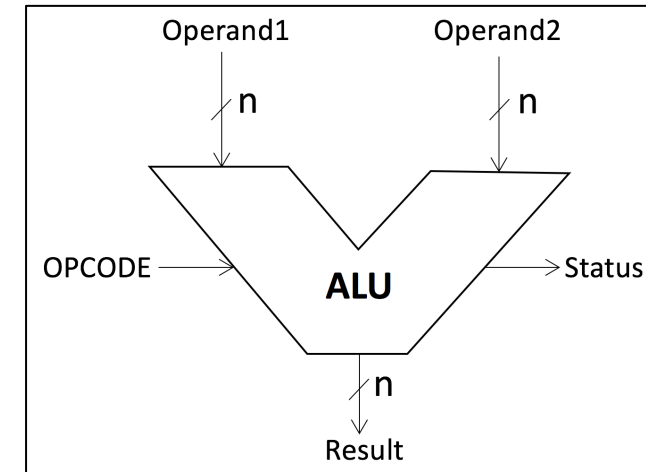 Operand1 Operand2
n n
OPCODE ALU Status
n
Result